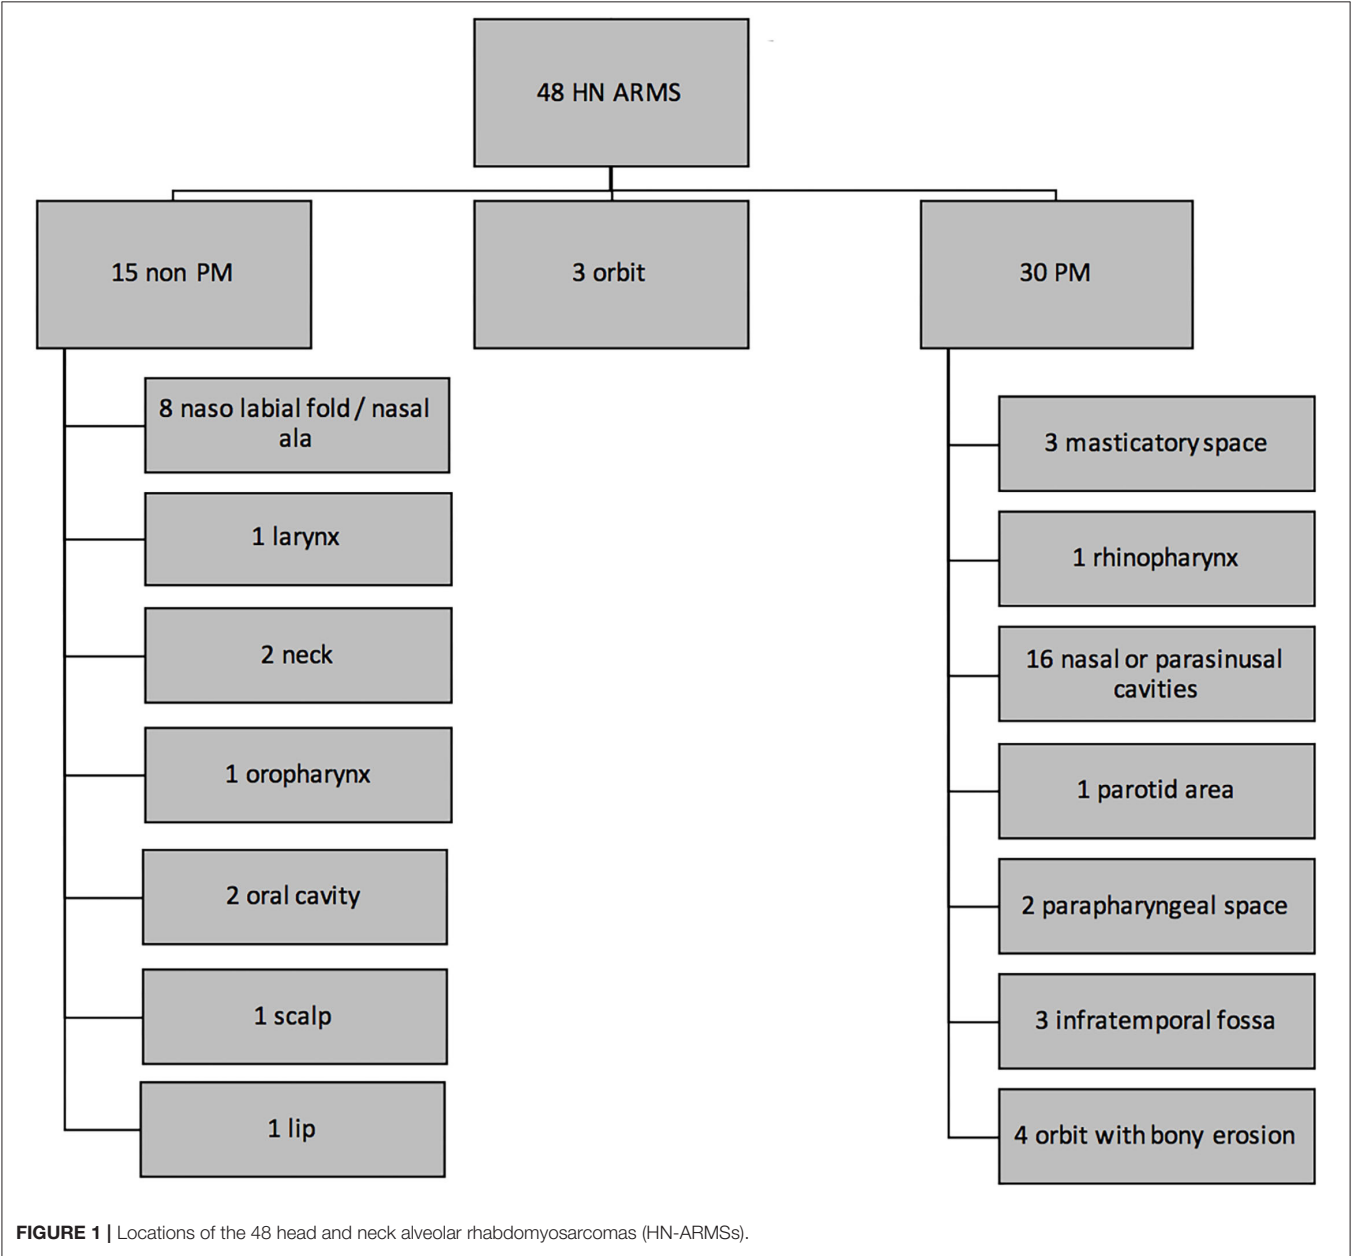 48 HN ARMS
15 non PM
3 orbit
30 PM
8 naso labial fold / nasal
ala
1 larynx
2 neck
1 oropharynx
2 oral cavity
1 scalp
1 lip
3 masticatory space
1 rhinopharynx
16 nasal or parasinusal
cavities
1 parotid area
2 parapharyngeal space
3 infratemporal fossa
4 orbit with bony erosion
FIGURE 1 | Locations of the 48 head and neck alveolar rhabdomyosarcomas (HN-ARMSs).